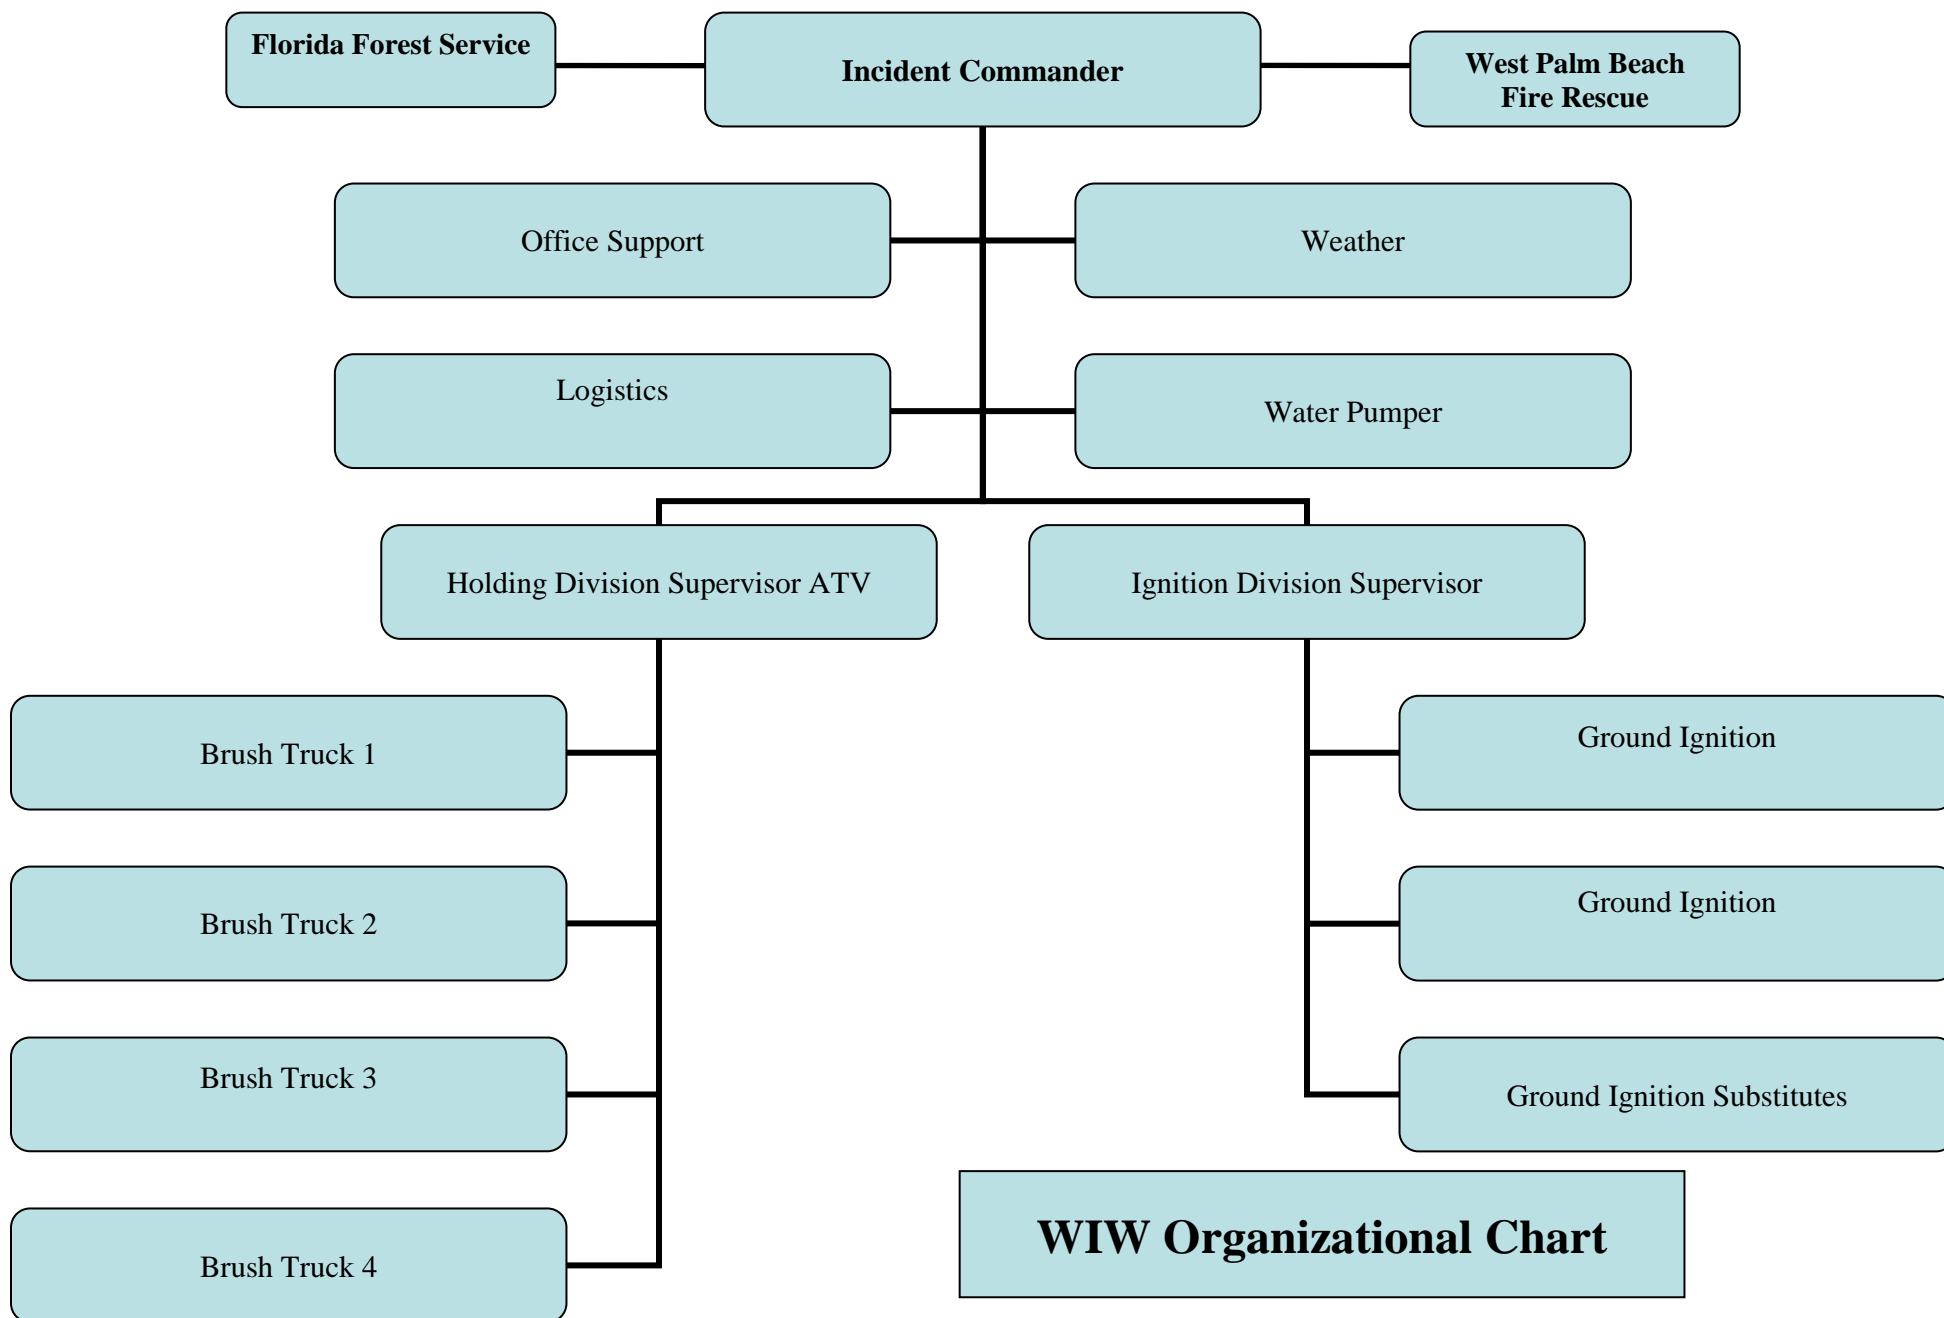 Florida Forest Service
Incident Commander
West Palm Beach
Fire Rescue
Office Support
Weather
Logistics
Water Pumper
Holding Division Supervisor ATV
Ignition Division Supervisor
Brush Truck 1
Ground Ignition
Brush Truck 2
Ground Ignition
Brush Truck 3
Ground Ignition Substitutes
Brush Truck 4
WIW Organizational Chart